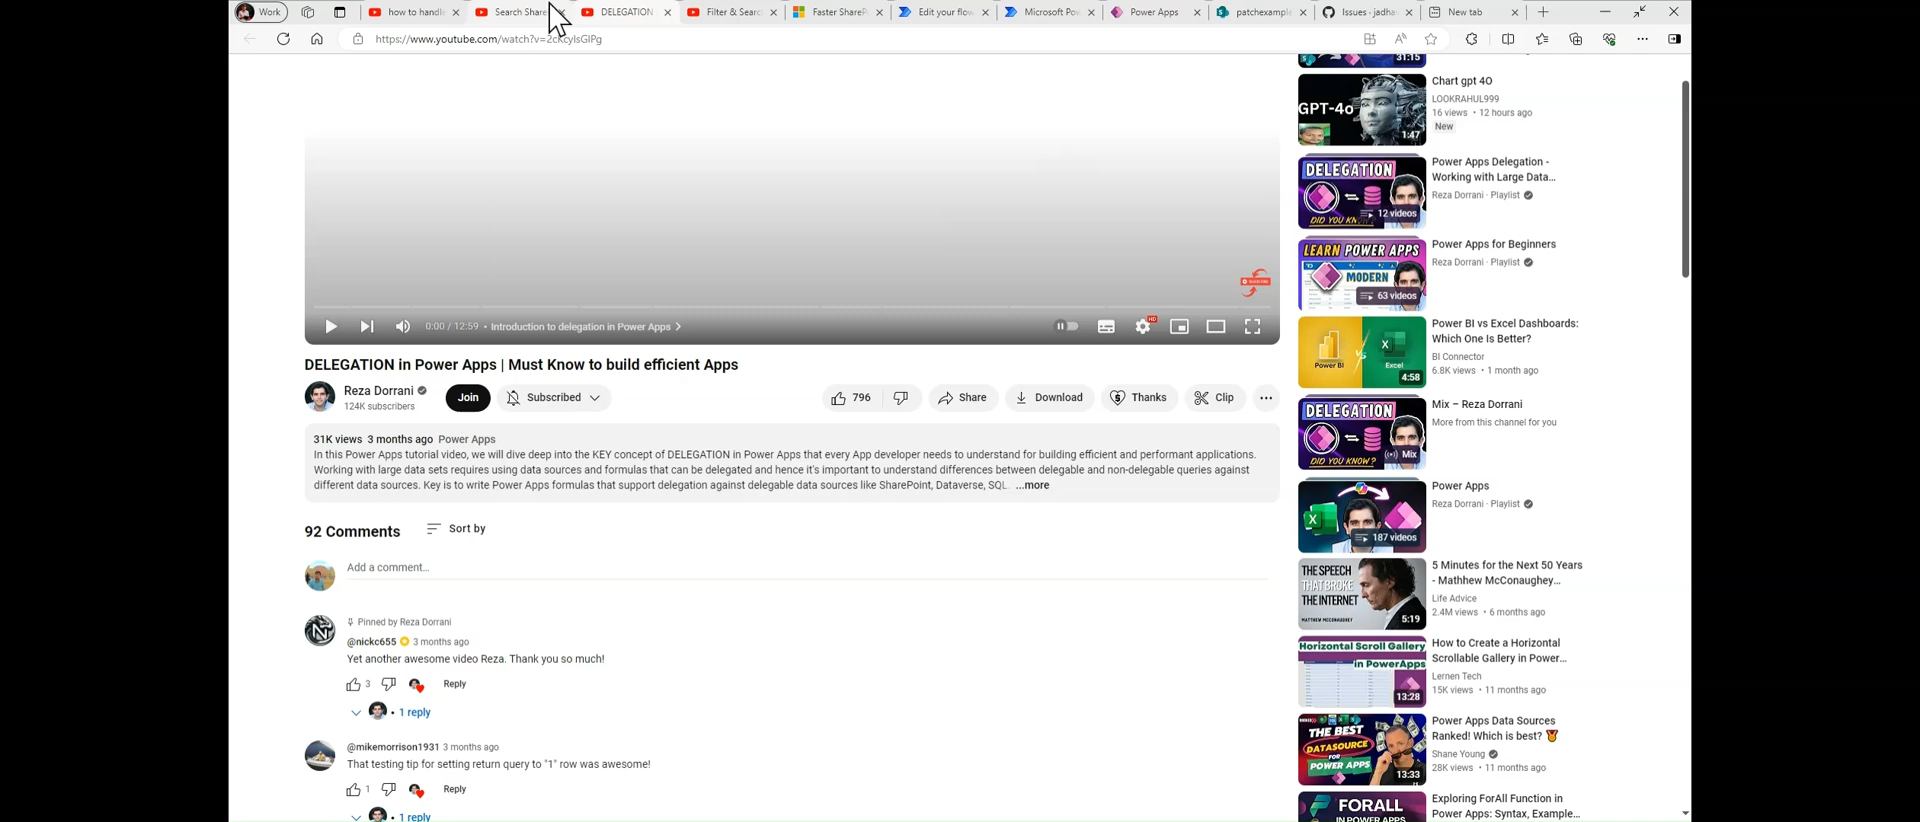 Work
how to handle
Search Share
DELEGATION
Filter & Searc
Faster ShareP
Edit your flow
Microsoft Pow
Power Apps
patchexample
Issues - jadha
New tab
31:15
GPT-4o
1:47
Chart gpt 4O
LOOKRAHUL999
16 views • 12 hours ago
New
DELEGATION
DID YOU KN
12 videos
Power Apps Delegation -
Working with Large Data...
Reza Dorrani · Playlist
LEARN POWER APPS
MODERN
63 videos
Power Apps for Beginners
Reza Dorrani · Playlist
0:00 / 12:59 • Introduction to delegation in Power Apps
HD
Power BI
VS
Excel
4:58
Power BI vs Excel Dashboards:
Which One Is Better?
BI Connector
6.8K views • 1 month ago
DELEGATION in Power Apps | Must Know to build efficient Apps
Reza Dorrani
124K subscribers
Join
Subscribed
796
Share
Download
Thanks
Clip
DELEGATION
DID YOU KNOW?
Mix
Mix – Reza Dorrani
More from this channel for you
31K views 3 months ago Power Apps
In this Power Apps tutorial video, we will dive deep into the KEY concept of DELEGATION in Power Apps that every App developer needs to understand for building efficient and performant applications.
Working with large data sets requires using data sources and formulas that can be delegated and hence it's important to understand differences between delegable and non-delegable queries against
different data sources. Key is to write Power Apps formulas that support delegation against delegable data sources like SharePoint, Dataverse, SQL. ...more
187 videos
Power Apps
Reza Dorrani · Playlist
92 Comments
Sort by
Add a comment...
THE SPEECH
THAT BROKE
THE INTERNET
MATTHEW MCCONAUGHEY
5:19
5 Minutes for the Next 50 Years
- Mathhew McConaughey...
Life Advice
2.4M views • 6 months ago
Pinned by Reza Dorrani
@nickc655 3 months ago
Yet another awesome video Reza. Thank you so much!
3
Reply
1 reply
Horizontal Scroll Gallery
in PowerApps
13:28
How to Create a Horizontal
Scrollable Gallery in Power...
Lernen Tech
15K views • 11 months ago
@mikemorrison1931 3 months ago
That testing tip for setting return query to "1" row was awesome!
1
Reply
1 reply
THE BEST
DATASOURCE
FOR
POWER APPS
13:33
Power Apps Data Sources
Ranked! Which is best?
Shane Young
28K views • 11 months ago
FORALL
IN POWER APPS
Exploring ForAll Function in
Power Apps: Syntax, Example...